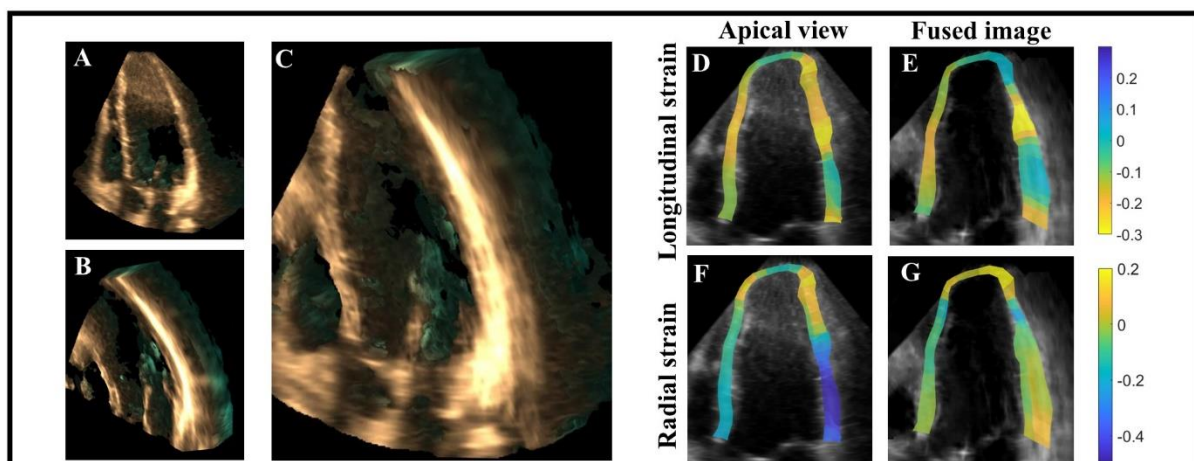 Apical view
Fused image
A
C
D
E
Longitudinal strain
0.2
0.1
0
-0.1
-0.2
-0.3
B
F
G
Radial strain
0.2
0
-0.2
-0.4